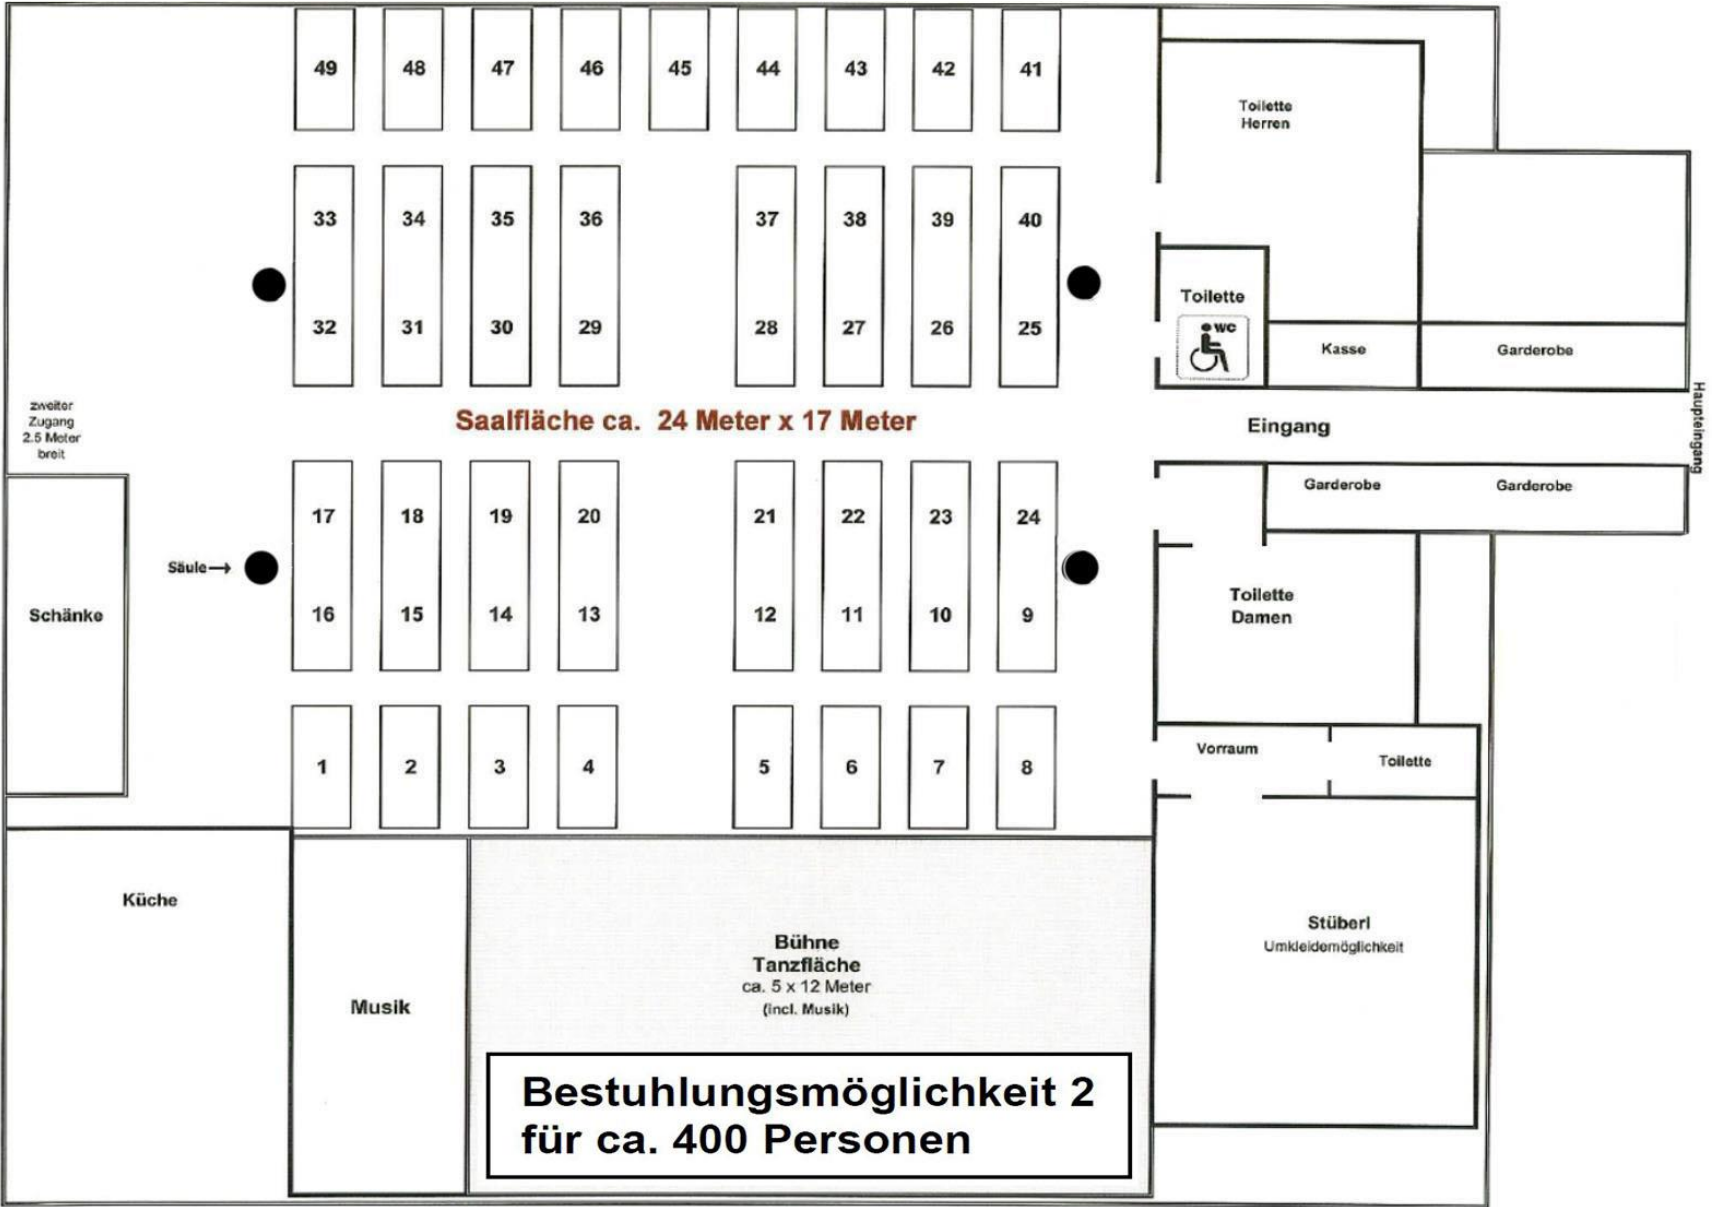 49 48 47 46 45 44 43 42 41
Toilette
Herren
33 34 35 36 37 38 39 40
Toilette
WC
32 31 30 29 28 27 26 25
Kasse
Garderobe
zweiter
Zugang
2.5 Meter
breit
Saalfläche ca. 24 Meter x 17 Meter
Eingang
Haupteingang
Garderobe
Garderobe
17 18 19 20 21 22 23 24
Säule→
Schänke
16 15 14 13 12 11 10 9
Toilette
Damen
1 2 3 4 5 6 7 8
Vorraum
Toilette
Küche
Musik
Bühne
Tanzfläche
ca. 5 x 12 Meter
(incl. Musik)
Stüberl
Umkleidemöglichkeit
Bestuhlungsmöglichkeit 2
für ca. 400 Personen